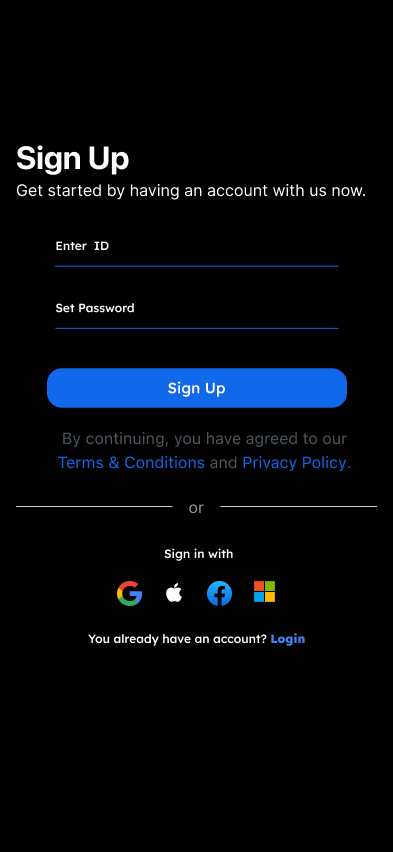 Sign Up
Get started by having an account with us now.
Enter  ID
Set Password
Sign Up
By continuing, you have agreed to our
Terms & Conditions and Privacy Policy.
or
Sign in with
You already have an account? Login